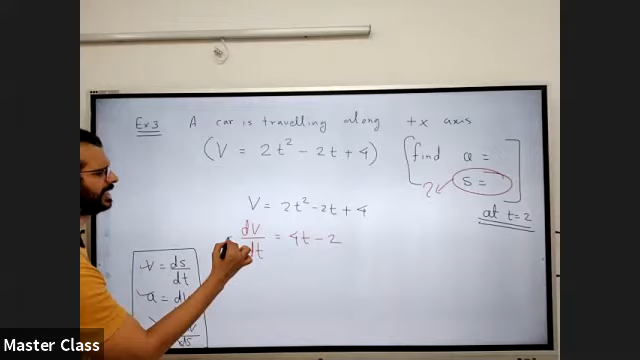 Ex3 A car is travelling along +x axis
(V = 2t² - 2t + 4)
find a =
s =
?
at t=2
V = 2t² - 2t + 4
dV/dt = 4t - 2
v = ds/dt
a = dv
ds
Master Class